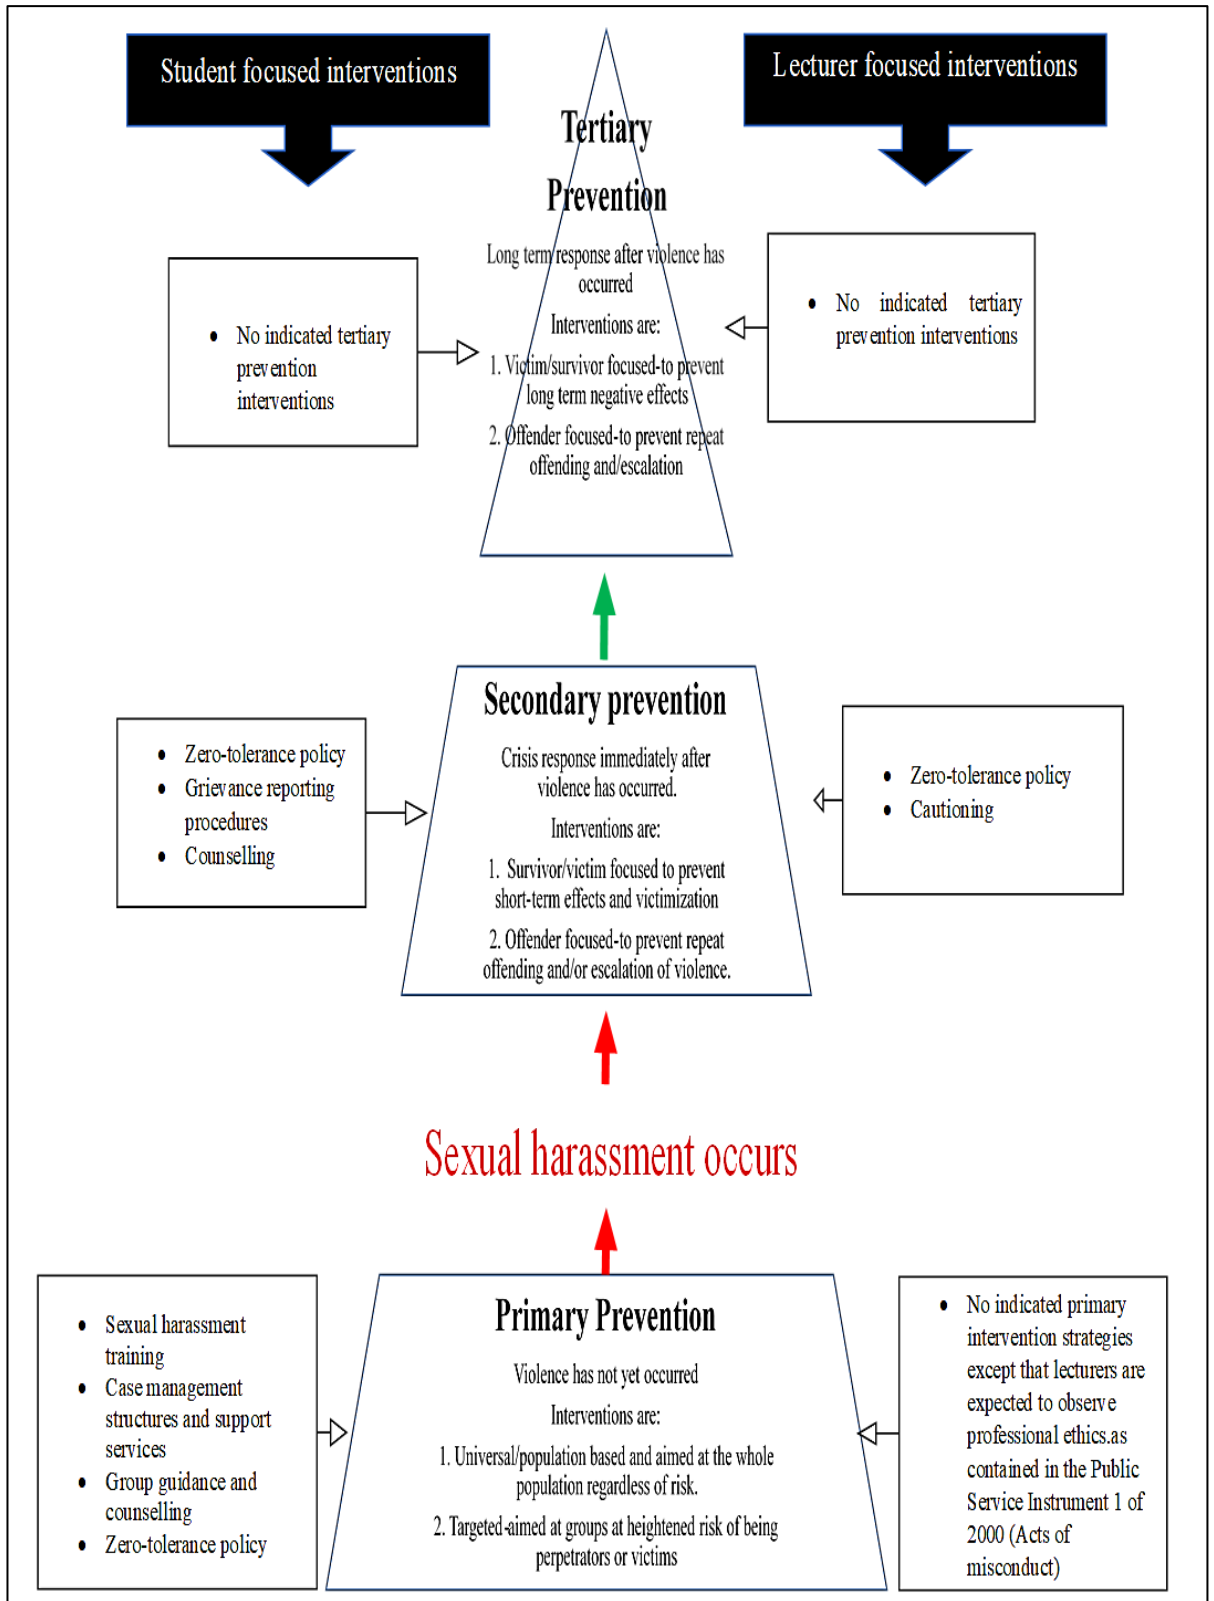 Student focused interventions
Lecturer focused interventions
Tertiary
Prevention
Long term response after violence has
occurred
Interventions are:
1. Victim/survivor focused-to prevent
long term negative effects
2. Offender focused-to prevent repeat
offending and/escalation
• No indicated tertiary
prevention
interventions
• No indicated tertiary
prevention interventions
Secondary prevention
Crisis response immediately after
violence has occurred.
Interventions are:
1. Survivor/victim focused to prevent
short-term effects and victimization
2. Offender focused-to prevent repeat
offending and/or escalation of violence.
• Zero-tolerance policy
• Grievance reporting
procedures
• Counselling
• Zero-tolerance policy
• Cautioning
Sexual harassment occurs
Primary Prevention
Violence has not yet occurred
Interventions are:
1. Universal/population based and aimed at the whole
population regardless of risk.
2. Targeted-aimed at groups at heightened risk of being
perpetrators or victims
• Sexual harassment
training
• Case management
structures and support
services
• Group guidance and
counselling
• Zero-tolerance policy
• No indicated primary
intervention strategies
except that lecturers are
expected to observe
professional ethics.as
contained in the Public
Service Instrument 1 of
2000 (Acts of
misconduct)